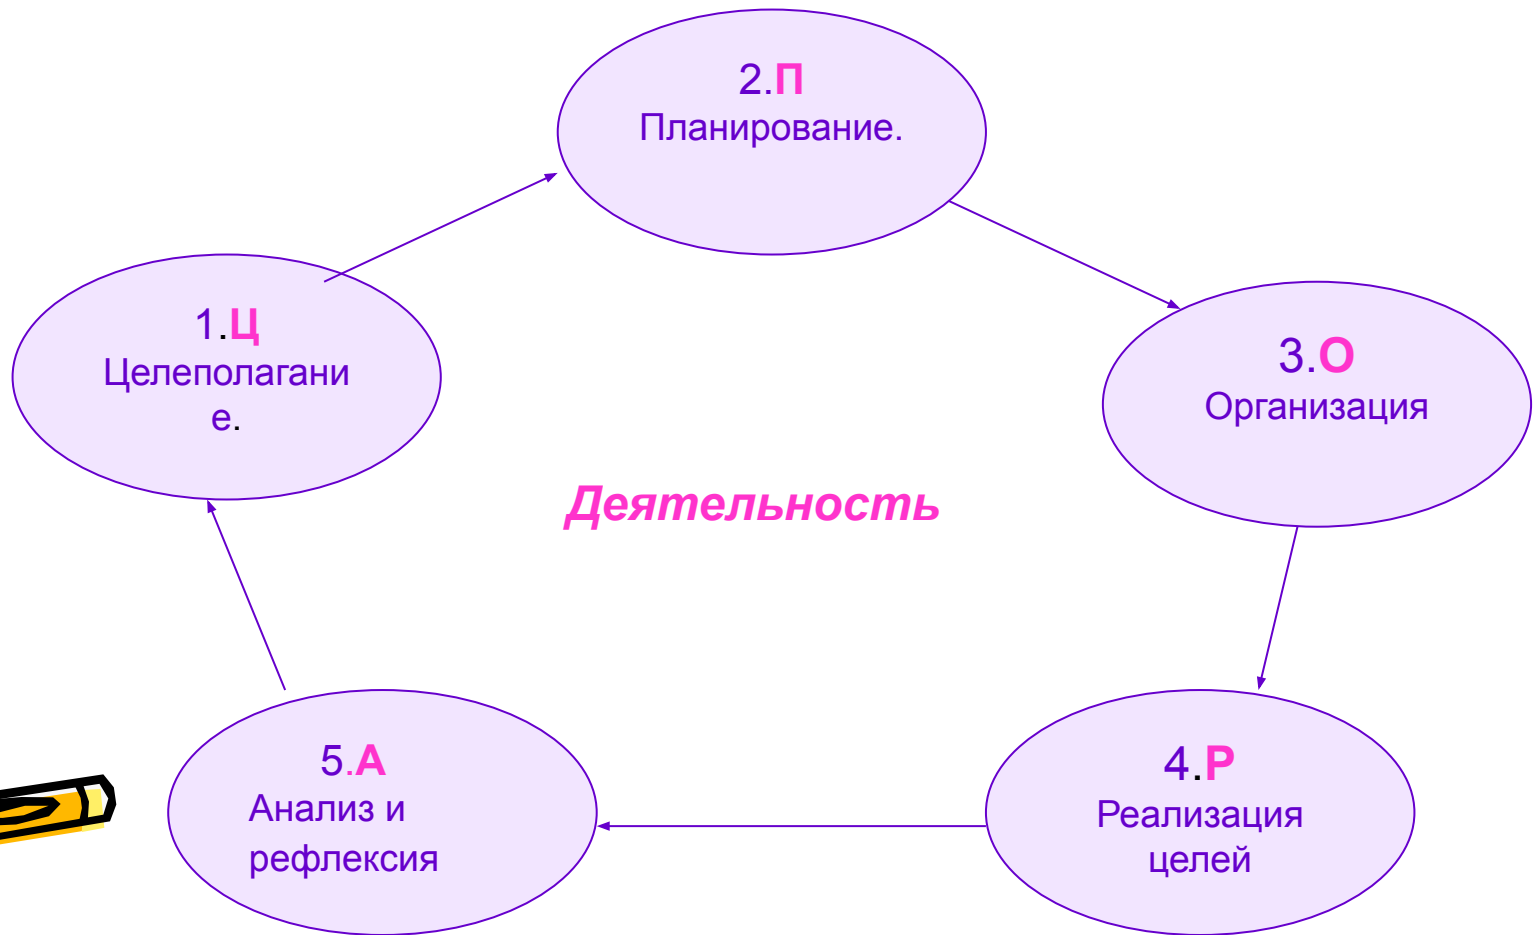 1.Ц
Целеполагани
е.
2.П
Планирование.
3.О
Организация
4.Р
Реализация
целей
5.А
Анализ и
рефлексия
Деятельность